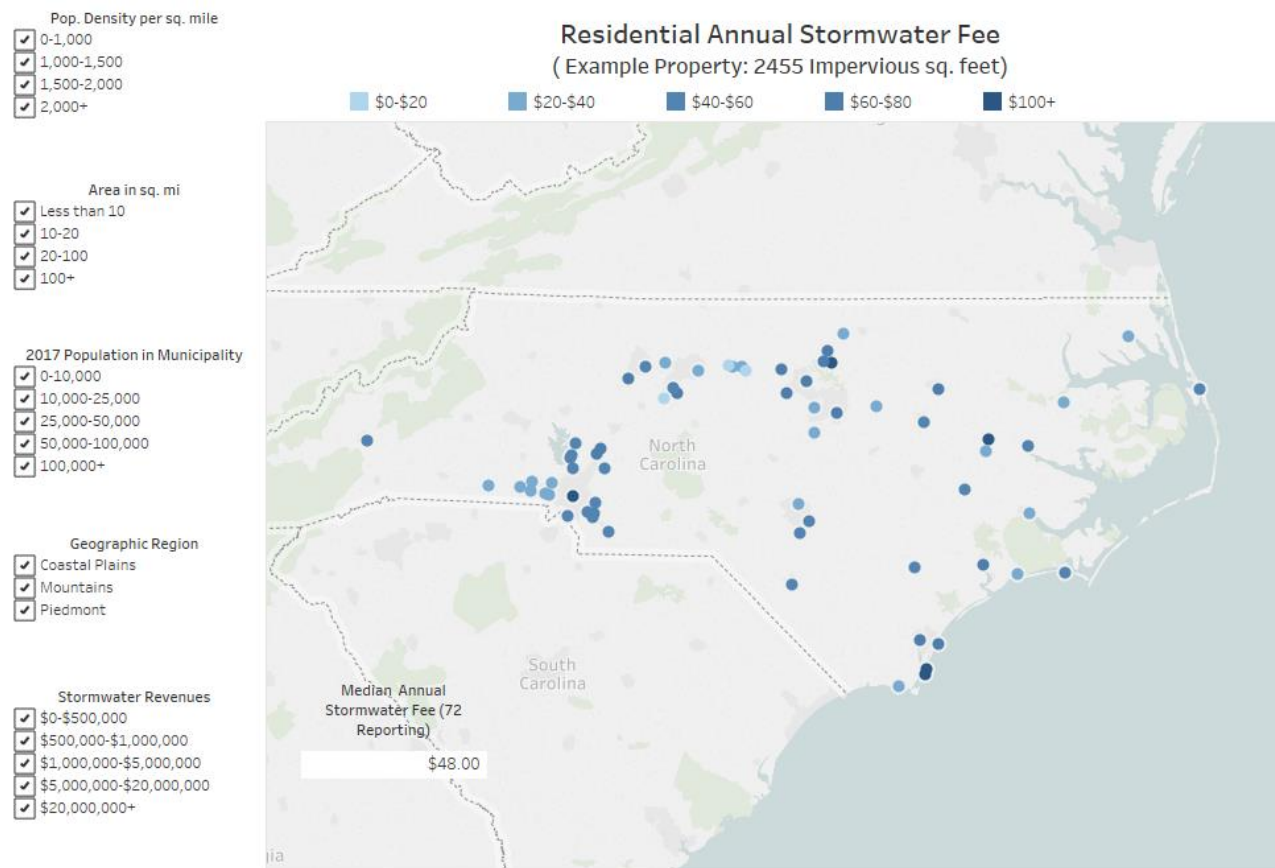 Pop. Density per sq. mile
0-1,000
1,000-1,500
1,500-2,000
2,000+
Area in sq. mi
Less than 10
10-20
20-100
100+
2017 Population in Municipality
0-10,000
10,000-25,000
25,000-50,000
50,000-100,000
100,000+
Geographic Region
Coastal Plains
Mountains
Piedmont
Stormwater Revenues
$0-$500,000
$500,000-$1,000,000
$1,000,000-$5,000,000
$5,000,000-$20,000,000
$20,000,000+
Residential Annual Stormwater Fee
( Example Property: 2455 Impervious sq. feet)
$0-$20
$20-$40
$40-$60
$60-$80
$100+
North
Carolina
South
Carolina
Median Annual
Stormwater Fee (72
Reporting)
$48.00
ia